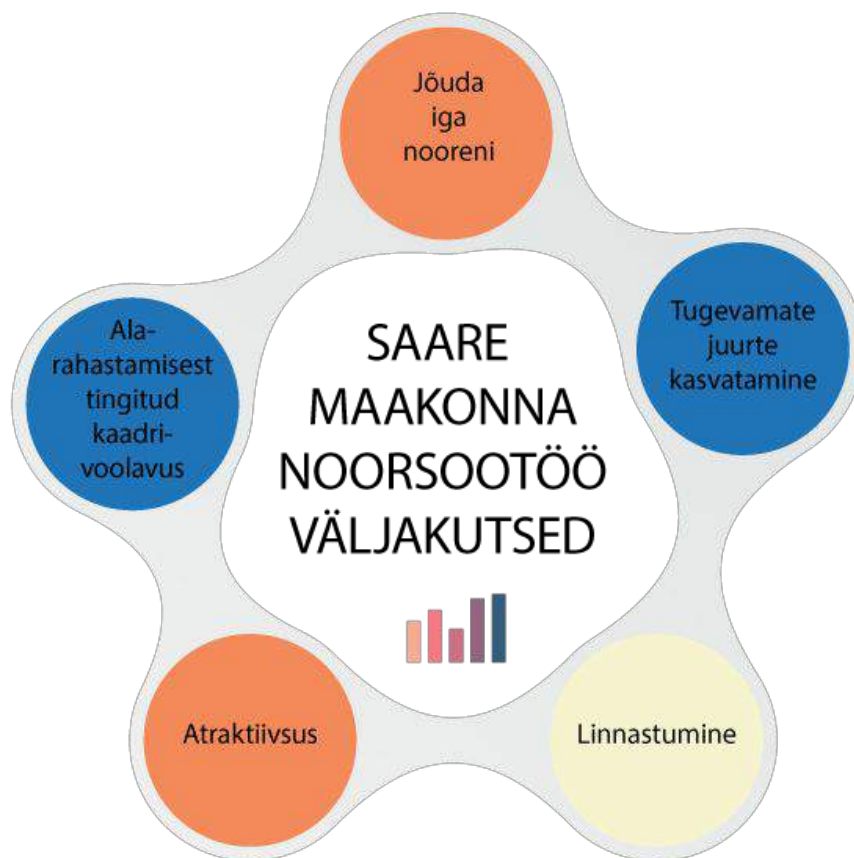 Jõuda
iga
nooreni
Tugevamate
juurte
kasvatamine
Ala-
rahastamisest
tingitud
kaadri-
voolavus
SAARE
MAAKONNA
NOORSOOTÖÖ
VÄLJAKUTSED
Atraktiivsus
Linnastumine